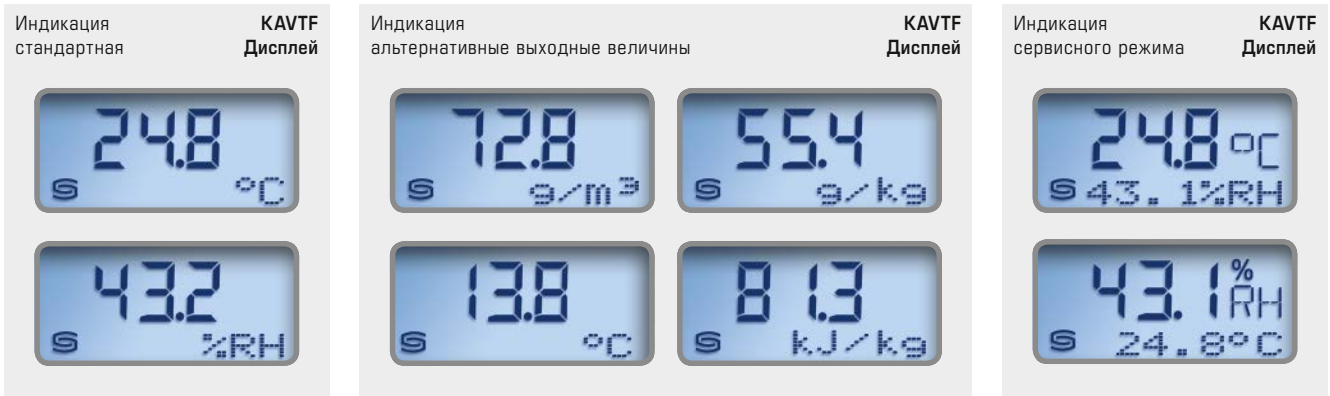 Индикация
стандартная
KAVTF
Дисплей
24.8
°C
43.2
%RH
Индикация
альтернативные выходные величины
KAVTF
Дисплей
72.8
g/m³
55.4
g/kg
13.8
°C
81.3
kJ/kg
Индикация
сервисного режима
KAVTF
Дисплей
24.8 °C
43.1%RH
43.1 % RH
24.8°C